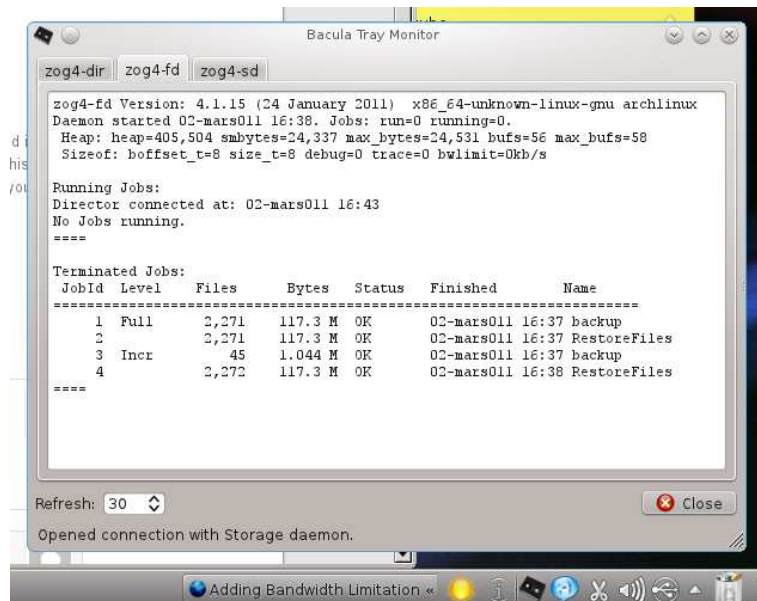 Bacula Tray Monitor
zog4-dir zog4-fd zog4-sd
zog4-fd Version: 4.1.15 (24 January 2011)  x86_64-unknown-linux-gnu archlinux
Daemon started 02-mars011 16:38. Jobs: run=0 running=0.
Heap: heap=405,504 smbytes=24,337 max_bytes=24,531 bufs=56 max_bufs=58
Sizeof: boffset_t=8 size_t=8 debug=0 trace=0 bwlimit=0kb/s
Running Jobs:
Director connected at: 02-mars011 16:43
No Jobs running.
====
Terminated Jobs:
JobId  Level  Files  Bytes  Status  Finished  Name
======================================================================
1  Full  2,271  117.3 M  OK  02-mars011 16:37 backup
2  2,271  117.3 M  OK  02-mars011 16:37 RestoreFiles
3  Incr  45  1.044 M  OK  02-mars011 16:37 backup
4  2,272  117.3 M  OK  02-mars011 16:38 RestoreFiles
====
Refresh: 30 Close
Opened connection with Storage daemon.
Adding Bandwidth Limitation «